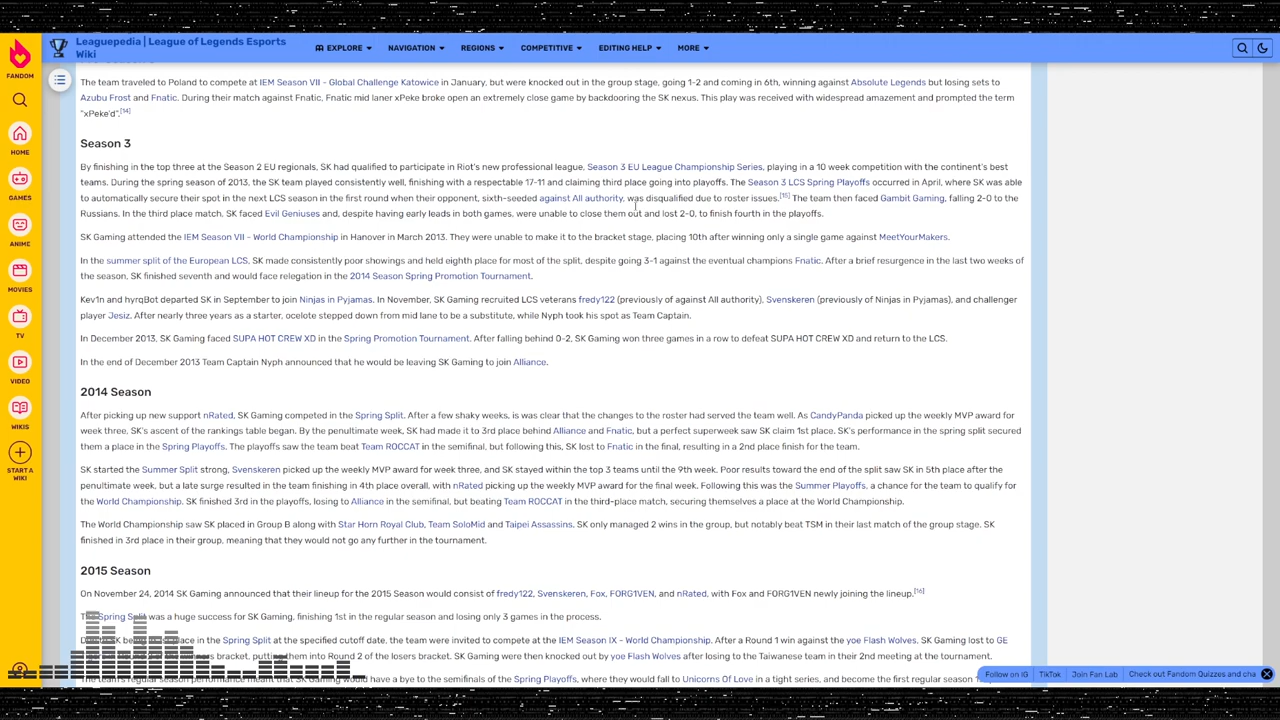 FANDOM
HOME
GAMES
ANIME
MOVIES
TV
VIDEO
WIKIS
START A
WIKI
Leaguepedia | League of Legends Esports
Wiki
EXPLORE
NAVIGATION
REGIONS
COMPETITIVE
EDITING HELP
MORE
The team traveled to Poland to compete at IEM Season VII - Global Challenge Katowice in January, but were knocked out in the group stage, going 1-2 and coming in 6th, winning against Absolute Legends but losing sets to
Azubu Frost and Fnatic. During their match against Fnatic, Fnatic mid laner xPeke broke open an extremely close game by backdooring the SK nexus. This play was received with widespread amazement and prompted the term
"xPeke'd".[14]
Season 3
By finishing in the top three at the Season 2 EU regionals, SK had qualified to participate in Riot's new professional league, Season 3 EU League Championship Series, playing in a 10 week competition with the continent's best
teams. During the spring season of 2013, the SK team played consistently well, finishing with a respectable 17-11 and claiming third place going into playoffs. The Season 3 LCS Spring Playoffs occurred in April, where SK was able
to automatically secure their spot in the next LCS season in the first round when their opponent, sixth-seeded against All authority, was disqualified due to roster issues.[15] The team then faced Gambit Gaming, falling 2-0 to the
Russians. In the third place match, SK faced Evil Geniuses and, despite having early leads in both games, were unable to close them out and lost 2-0, to finish fourth in the playoffs.
SK Gaming attended the IEM Season VII - World Championship in Hanover in March 2013. They were unable to make it to the bracket stage, placing 10th after winning only a single game against MeetYourMakers.
In the summer split of the European LCS, SK made consistently poor showings and held eighth place for most of the split, despite going 3-1 against the eventual champions Fnatic. After a brief resurgence in the last two weeks of
the season, SK finished seventh and would face relegation in the 2014 Season Spring Promotion Tournament.
Kev1n and hyrqBot departed SK in September to join Ninjas in Pyjamas. In November, SK Gaming recruited LCS veterans fredy122 (previously of against All authority), Svenskeren (previously of Ninjas in Pyjamas), and challenger
player Jesiz. After nearly three years as a starter, ocelote stepped down from mid lane to be a substitute, while Nyph took his spot as Team Captain.
In December 2013, SK Gaming faced SUPA HOT CREW XD in the Spring Promotion Tournament. After falling behind 0-2, SK Gaming won three games in a row to defeat SUPA HOT CREW XD and return to the LCS.
In the end of December 2013 Team Captain Nyph announced that he would be leaving SK Gaming to join Alliance.
2014 Season
After picking up new support nRated, SK Gaming competed in the Spring Split. After a few shaky weeks, is was clear that the changes to the roster had served the team well. As CandyPanda picked up the weekly MVP award for
week three, SK's ascent of the rankings table began. By the penultimate week, SK had made it to 3rd place behind Alliance and Fnatic, but a perfect superweek saw SK claim 1st place. SK's performance in the spring split secured
them a place in the Spring Playoffs. The playoffs saw the team beat Team ROCCAT in the semifinal, but following this, SK lost to Fnatic in the final, resulting in a 2nd place finish for the team.
SK started the Summer Split strong, Svenskeren picked up the weekly MVP award for week three, and SK stayed within the top 3 teams until the 9th week. Poor results toward the end of the split saw SK in 5th place after the
penultimate week, but a late surge resulted in the team finishing in 4th place overall, with nRated picking up the weekly MVP award for the final week. Following this was the Summer Playoffs, a chance for the team to qualify for
the World Championship. SK finished 3rd in the playoffs, losing to Alliance in the semifinal, but beating Team ROCCAT in the third-place match, securing themselves a place at the World Championship.
The World Championship saw SK placed in Group B along with Star Horn Royal Club, Team SoloMid and Taipei Assassins. SK only managed 2 wins in the group, but notably beat TSM in their last match of the group stage. SK
finished in 3rd place in their group, meaning that they would not go any further in the tournament.
2015 Season
On November 24, 2014 SK Gaming announced that their lineup for the 2015 Season would consist of fredy122, Svenskeren, Fox, FORG1VEN, and nRated, with Fox and FORG1VEN newly joining the lineup.[16]
The Spring Split was a huge success for SK Gaming, finishing 1st in the regular season and losing only 3 games in the process.
SK place in the Spring Split at the specified cutoff date, the team were invited to compete at the IEM Season IX - World Championship. After a Round 1 win against the yoe Flash Wolves, SK Gaming lost to GE
bracket, putting them into Round 2 of the losers bracket. SK Gaming were then knocked out by yoe Flash Wolves after losing to the Taiwanese team in their 2nd meeting at the tournament.
The team's regular season performance meant that SK Gaming would have a bye to the semifinals of the Spring Playoffs, where they would fall to Unicorns Of Love in a tight series, and become the first regular season
Follow on IG
TikTok
Join Fan Lab
Check out Fandom Quizzes and cha